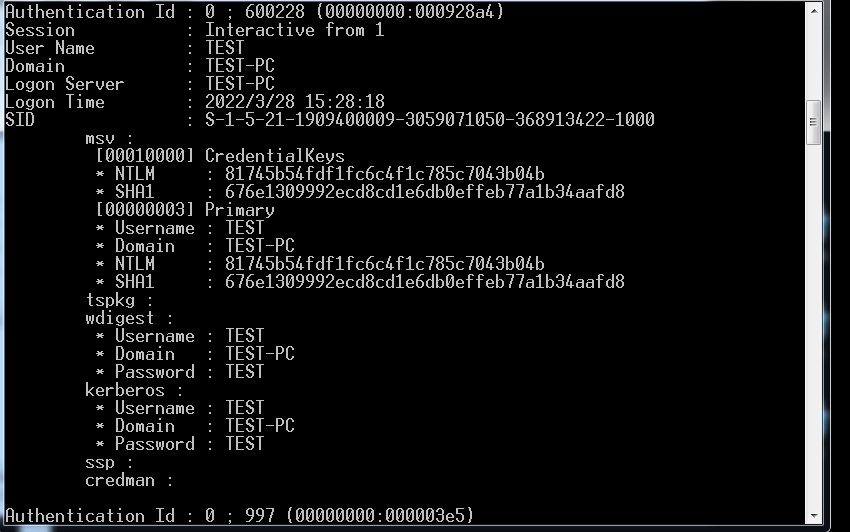 Authentication Id : 0 ; 600228 (00000000:000928a4)
Session           : Interactive from 1
User Name         : TEST
Domain            : TEST-PC
Logon Server      : TEST-PC
Logon Time        : 2022/3/28 15:28:18
SID               : S-1-5-21-1909400009-3059071050-368913422-1000
        msv :
         [00010000] CredentialKeys
         * NTLM     : 81745b54fdf1fc6c4f1c785c7043b04b
         * SHA1     : 676e1309992ecd8cd1e6db0effeb77a1b34aafd8
         [00000003] Primary
         * Username : TEST
         * Domain   : TEST-PC
         * NTLM     : 81745b54fdf1fc6c4f1c785c7043b04b
         * SHA1     : 676e1309992ecd8cd1e6db0effeb77a1b34aafd8
        tspkg :
        wdigest :
         * Username : TEST
         * Domain   : TEST-PC
         * Password : TEST
        kerberos :
         * Username : TEST
         * Domain   : TEST-PC
         * Password : TEST
        ssp :
        credman :
Authentication Id : 0 ; 997 (00000000:000003e5)